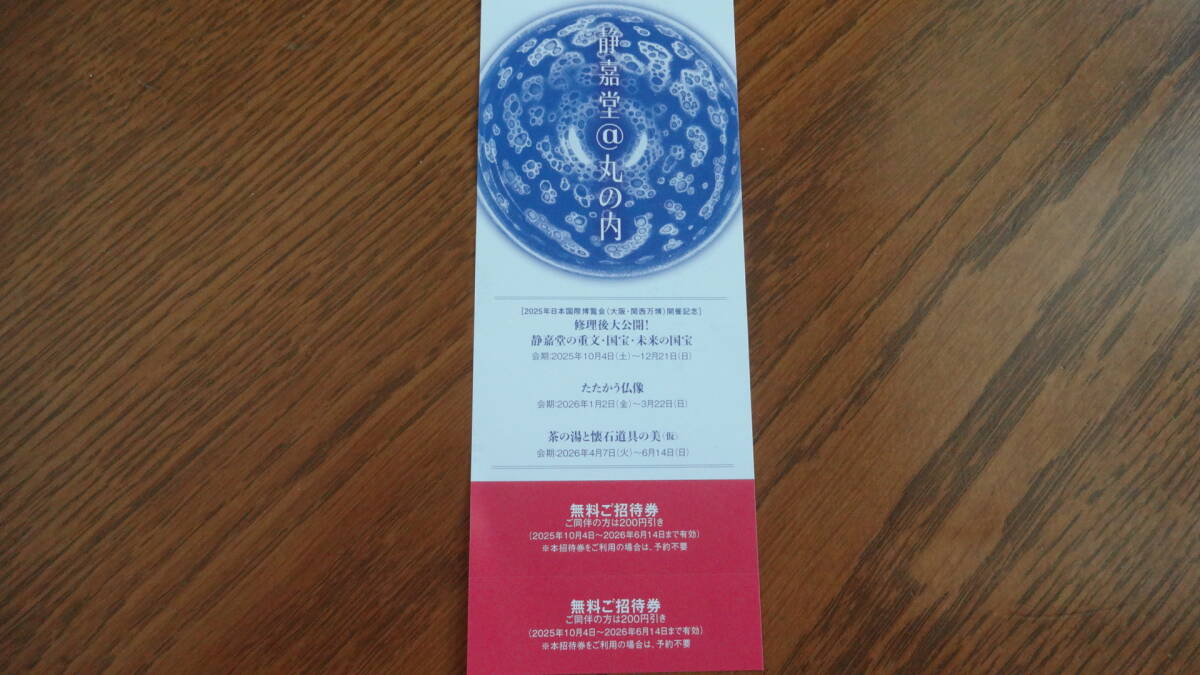 静嘉堂@丸の内
[2025年日本国際博覧会(大阪・関西万博)開催記念]
修理後大公開!
静嘉堂の重文・国宝・未来の国宝
会期:2025年10月4日(土)〜12月21日(日)
たたかう仏像
会期:2026年1月2日(金)〜3月22日(日)
茶の湯と懐石道具の美(仮)
会期:2026年4月7日(火)〜6月14日(日)
無料ご招待券
ご同伴の方は200円引き
(2025年10月4日〜2026年6月14日まで有効)
※本招待券をご利用の場合は、予約不要
無料ご招待券
ご同伴の方は200円引き
(2025年10月4日〜2026年6月14日まで有効)
※本招待券をご利用の場合は、予約不要